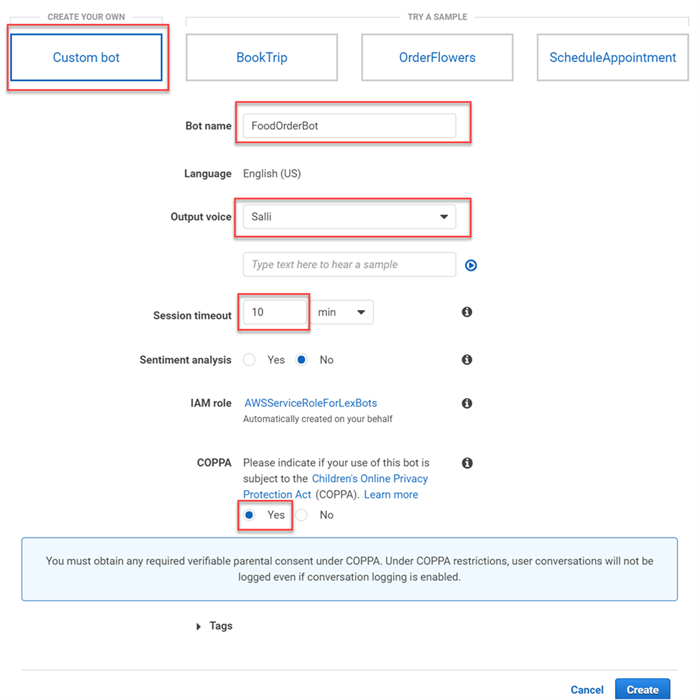 CREATE YOUR OWN
TRY A SAMPLE
Custom bot
BookTrip
OrderFlowers
ScheduleAppointment
Bot name FoodOrderBot
Language English (US)
Output voice Salli
Type text here to hear a sample
Session timeout 10 min
Sentiment analysis Yes No
IAM role AWSServiceRoleForLexBots
Automatically created on your behalf
COPPA Please indicate if your use of this bot is
subject to the Children's Online Privacy
Protection Act (COPPA). Learn more
Yes No
You must obtain any required verifiable parental consent under COPPA. Under COPPA restrictions, user conversations will not be
logged even if conversation logging is enabled.
Tags
Cancel Create